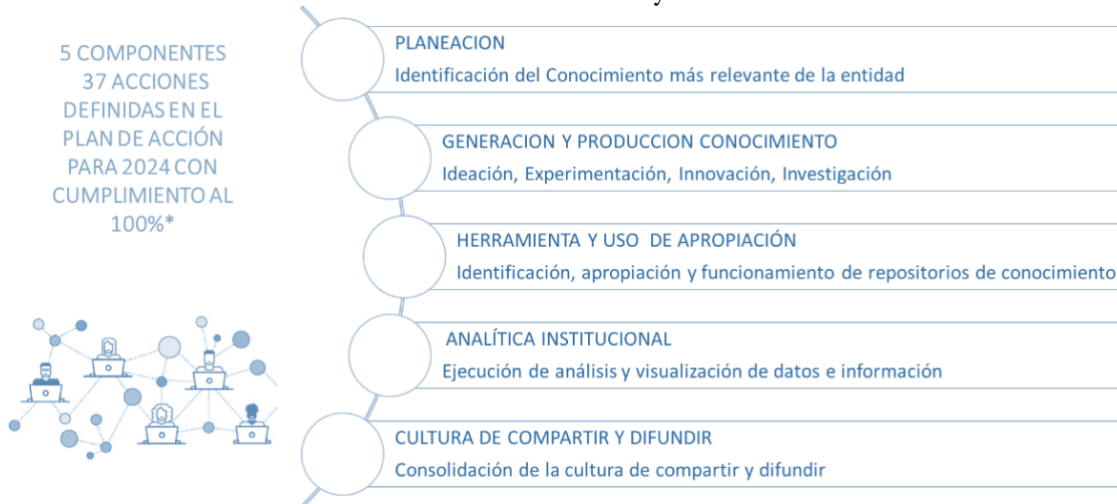 5 COMPONENTES
37 ACCIONES
DEFINIDAS EN EL
PLAN DE ACCIÓN
PARA 2024 CON
CUMPLIMIENTO AL
100%*
PLANEACION
Identificación del Conocimiento más relevante de la entidad
GENERACION Y PRODUCCION CONOCIMIENTO
Ideación, Experimentación, Innovación, Investigación
HERRAMIENTA Y USO DE APROPIACIÓN
Identificación, apropiación y funcionamiento de repositorios de conocimiento
ANALÍTICA INSTITUCIONAL
Ejecución de análisis y visualización de datos e información
CULTURA DE COMPARTIR Y DIFUNDIR
Consolidación de la cultura de compartir y difundir